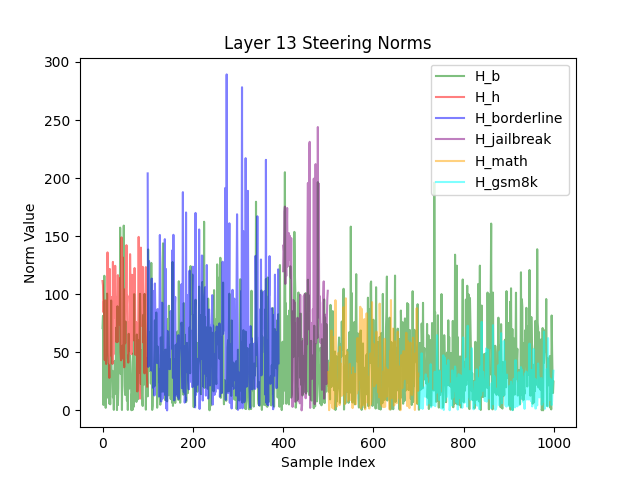 Layer 13 Steering Norms
300
250
200
150
100
50
0
Norm Value
H_b
H_h
H_borderline
H_jailbreak
H_math
H_gsm8k
0
200
400
600
800
1000
Sample Index